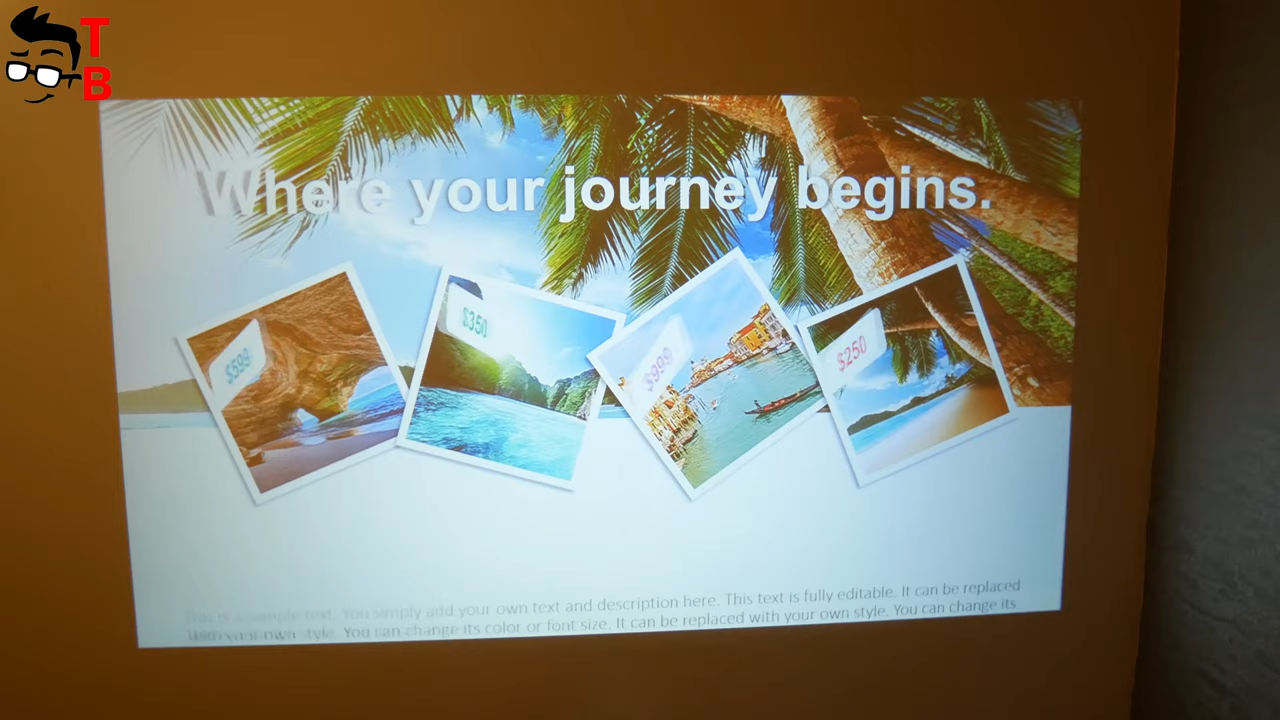 T
B
Where your journey begins.
$599
$350
$999
$250
This is a sample text. You simply add your own text and description here. This text is fully editable. It can be replaced
with your own style. You can change its color or font size. It can be replaced with your own style. You can change its